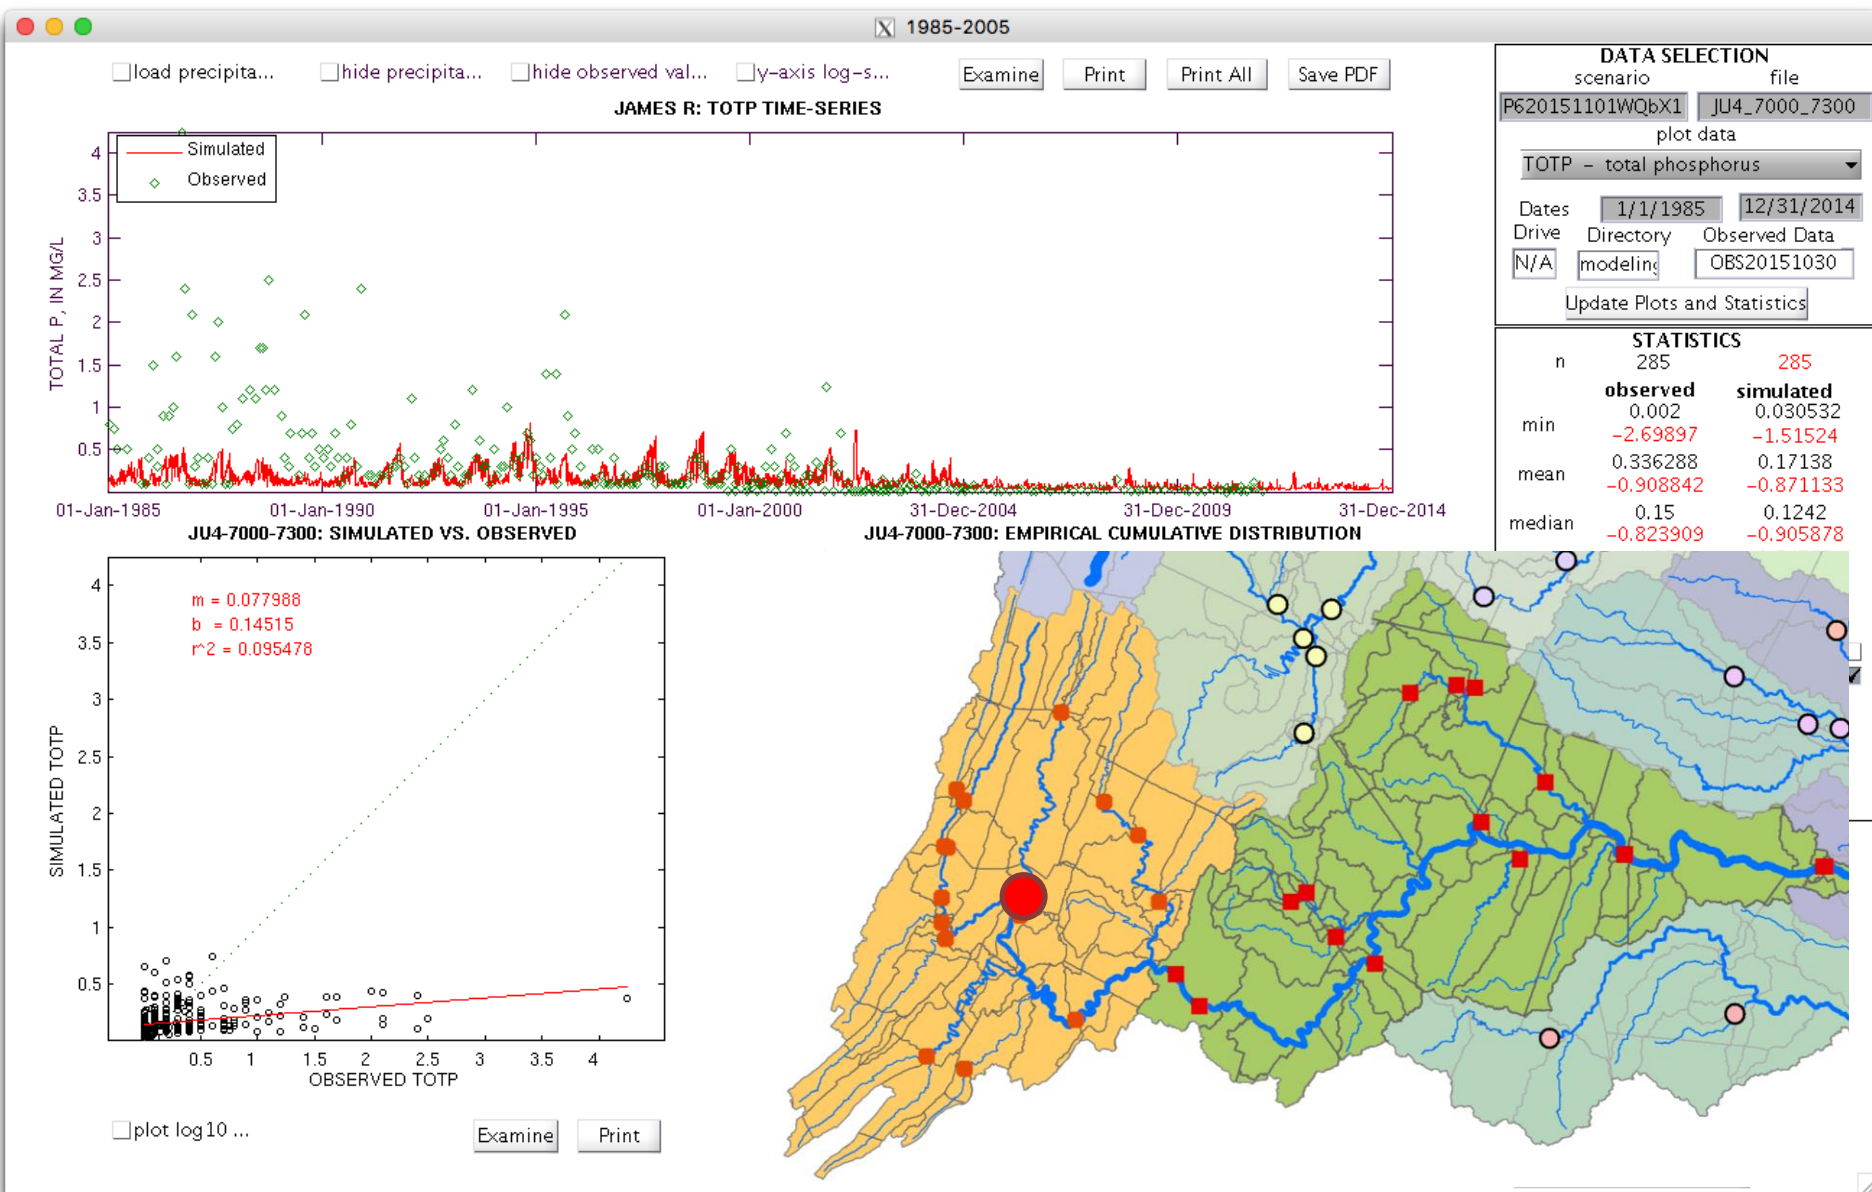 1985-2005
load precipita...
hide precipita...
hide observed val...
y-axis log-s...
Examine
Print
Print All
Save PDF
JAMES R: TOTP TIME-SERIES
Simulated
Observed
TOTAL P, IN MG/L
4
3.5
3
2.5
2
1.5
1
0.5
01-Jan-1985
01-Jan-1990
01-Jan-1995
01-Jan-2000
31-Dec-2004
31-Dec-2009
31-Dec-2014
DATA SELECTION
scenario file
P620151101WQbX1 JU4_7000_7300
plot data
TOTP - total phosphorus
Dates 1/1/1985 12/31/2014
Drive Directory Observed Data
N/A modeling OBS20151030
Update Plots and Statistics
STATISTICS
n 285 285
observed simulated
min 0.002 0.030532
-2.69897 -1.51524
mean 0.336288 0.17138
-0.908842 -0.871133
median 0.15 0.1242
-0.823909 -0.905878
JU4-7000-7300: SIMULATED VS. OBSERVED
m = 0.077988
b = 0.14515
r^2 = 0.095478
SIMULATED TOTP
4
3.5
3
2.5
2
1.5
1
0.5
0.5 1 1.5 2 2.5 3 3.5 4
OBSERVED TOTP
plot log10 ...
Examine
Print
JU4-7000-7300: EMPIRICAL CUMULATIVE DISTRIBUTION